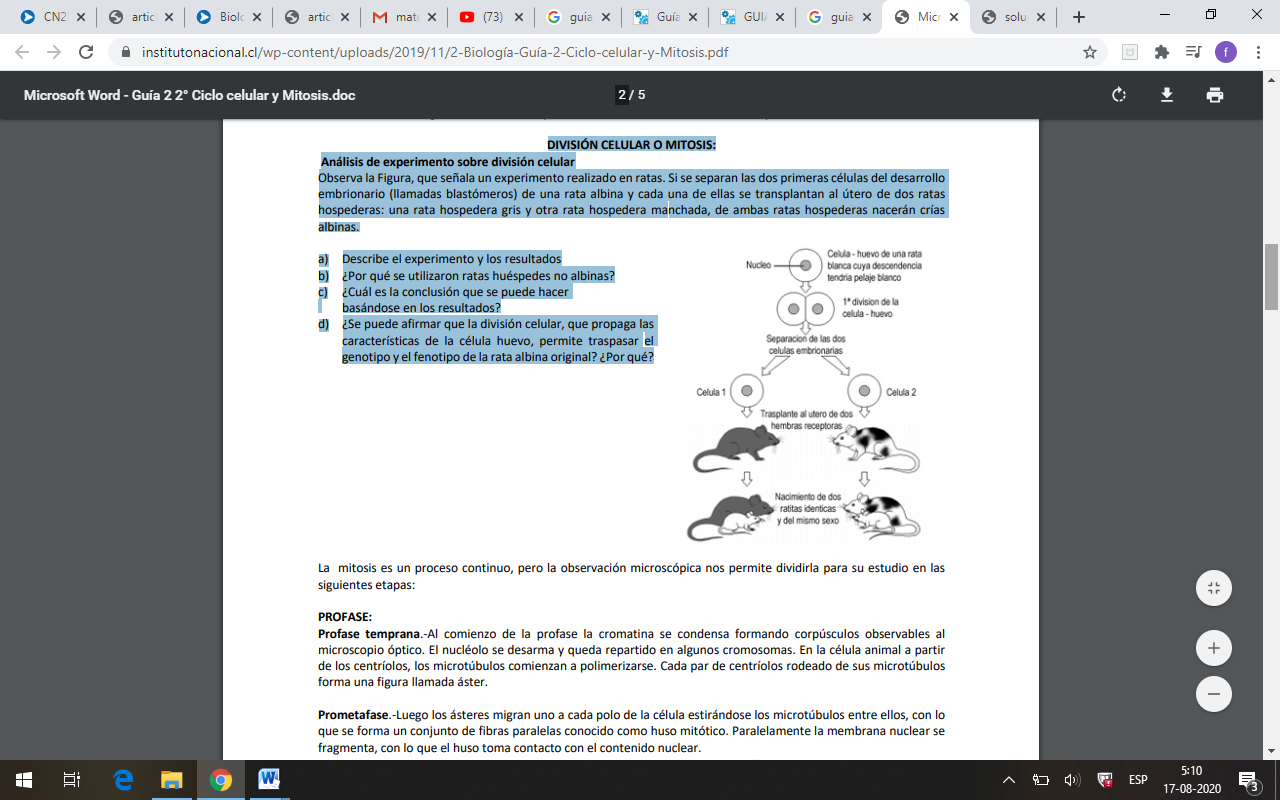 CN2
artic
Biolo
artic
mate
(73)
guia
Guía
GUIA
guia
Micr
solu
institutonacional.cl/wp-content/uploads/2019/11/2-Biología-Guía-2-Ciclo-celular-y-Mitosis.pdf
f
Microsoft Word - Guía 2 2° Ciclo celular y Mitosis.doc
2 / 5
DIVISIÓN CELULAR O MITOSIS:
Análisis de experimento sobre división celular
Observa la Figura, que señala un experimento realizado en ratas. Si se separan las dos primeras células del desarrollo
embrionario (llamadas blastómeros) de una rata albina y cada una de ellas se transplantan al útero de dos ratas
hospederas: una rata hospedera gris y otra rata hospedera manchada, de ambas ratas hospederas nacerán crías
albinas.
a) Describe el experimento y los resultados
b) ¿Por qué se utilizaron ratas huéspedes no albinas?
c) ¿Cuál es la conclusión que se puede hacer
basándose en los resultados?
d) ¿Se puede afirmar que la división celular, que propaga las
características de la célula huevo, permite traspasar el
genotipo y el fenotipo de la rata albina original? ¿Por qué?
Nucleo
Celula - huevo de una rata
blanca cuya descendencia
tendria pelaje blanco
1ª division de la
celula - huevo
Separacion de las dos
celulas embrionarias
Celula 1
Celula 2
Trasplante al utero de dos
hembras receptoras
Nacimiento de dos
ratitas identicas
y del mismo sexo
La mitosis es un proceso continuo, pero la observación microscópica nos permite dividirla para su estudio en las
siguientes etapas:
PROFASE:
Profase temprana.-Al comienzo de la profase la cromatina se condensa formando corpúsculos observables al
microscopio óptico. El nucléolo se desarma y queda repartido en algunos cromosomas. En la célula animal a partir
de los centríolos, los microtúbulos comienzan a polimerizarse. Cada par de centríolos rodeado de sus microtúbulos
forma una figura llamada áster.
Prometafase.-Luego los ásteres migran uno a cada polo de la célula estirándose los microtúbulos entre ellos, con lo
que se forma un conjunto de fibras paralelas conocido como huso mitótico. Paralelamente la membrana nuclear se
fragmenta, con lo que el huso toma contacto con el contenido nuclear.
ESP
5:10
17-08-2020
3